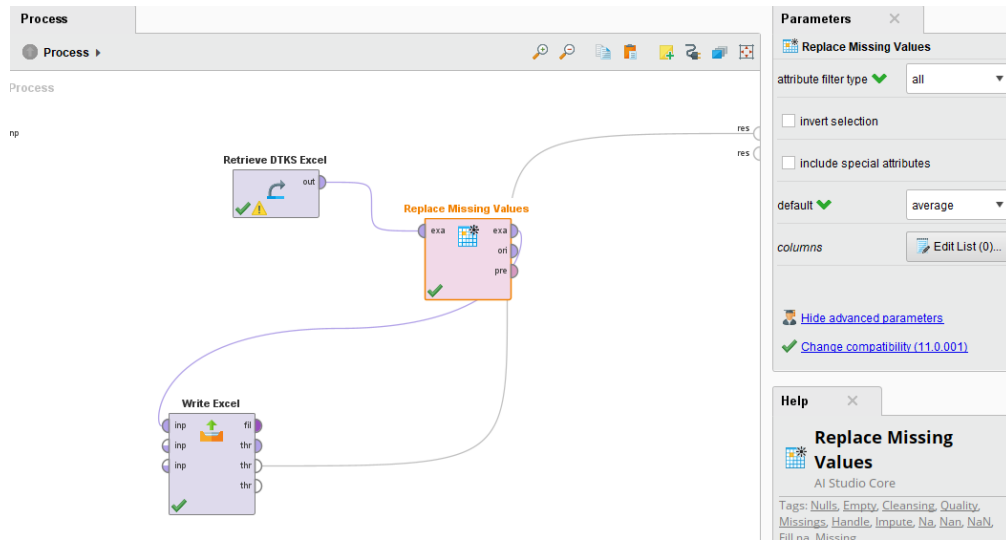 Process
Process
Process
np
res
res
Retrieve DTKS Excel
out
Replace Missing Values
exa
exa
ori
pre
Write Excel
inp
fil
inp
thr
inp
thr
thr
Parameters
Replace Missing Values
attribute filter type
all
invert selection
include special attributes
default
average
columns
Edit List (0)...
Hide advanced parameters
Change compatibility (11.0.001)
Help
Replace Missing
Values
AI Studio Core
Tags: Nulls, Empty, Cleansing, Quality,
Missings, Handle, Impute, Na, Nan, NaN,
Fill na, Missing